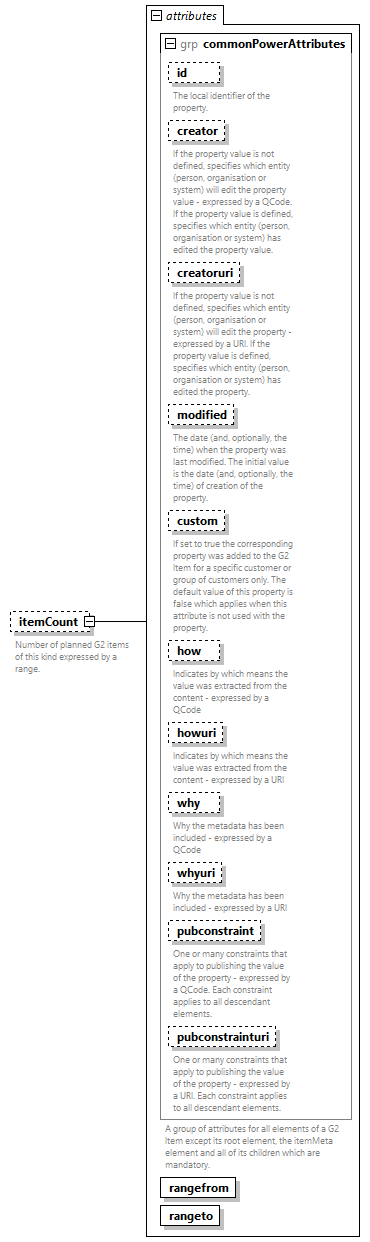 attributes
grp commonPowerAttributes
id
The local identifier of the
property.
creator
If the property value is not
defined, specifies which entity
(person, organisation or
system) will edit the property
value - expressed by a QCode.
If the property value is defined,
specifies which entity (person,
organisation or system) has
edited the property value.
creatoruri
If the property value is not
defined, specifies which entity
(person, organisation or
system) will edit the property -
expressed by a URI. If the
property value is defined,
specifies which entity (person,
organisation or system) has
edited the property.
modified
The date (and, optionally, the
time) when the property was
last modified. The initial value
is the date (and, optionally, the
time) of creation of the
property.
custom
If set to true the corresponding
property was added to the G2
Item for a specific customer or
group of customers only. The
default value of this property is
false which applies when this
attribute is not used with the
property.
itemCount
Number of planned G2 items
of this kind expressed by a
range.
how
Indicates by which means the
value was extracted from the
content - expressed by a
QCode
howuri
Indicates by which means the
value was extracted from the
content - expressed by a URI
why
Why the metadata has been
included - expressed by a
QCode
whyuri
Why the metadata has been
included - expressed by a URI
pubconstraint
One or many constraints that
apply to publishing the value
of the property - expressed by
a QCode. Each constraint
applies to all descendant
elements.
pubconstrainturi
One or many constraints that
apply to publishing the value
of the property - expressed by
a URI. Each constraint applies
to all descendant elements.
A group of attributes for all elements of a G2
Item except its root element, the itemMeta
element and all of its children which are
mandatory.
rangefrom
rangeto